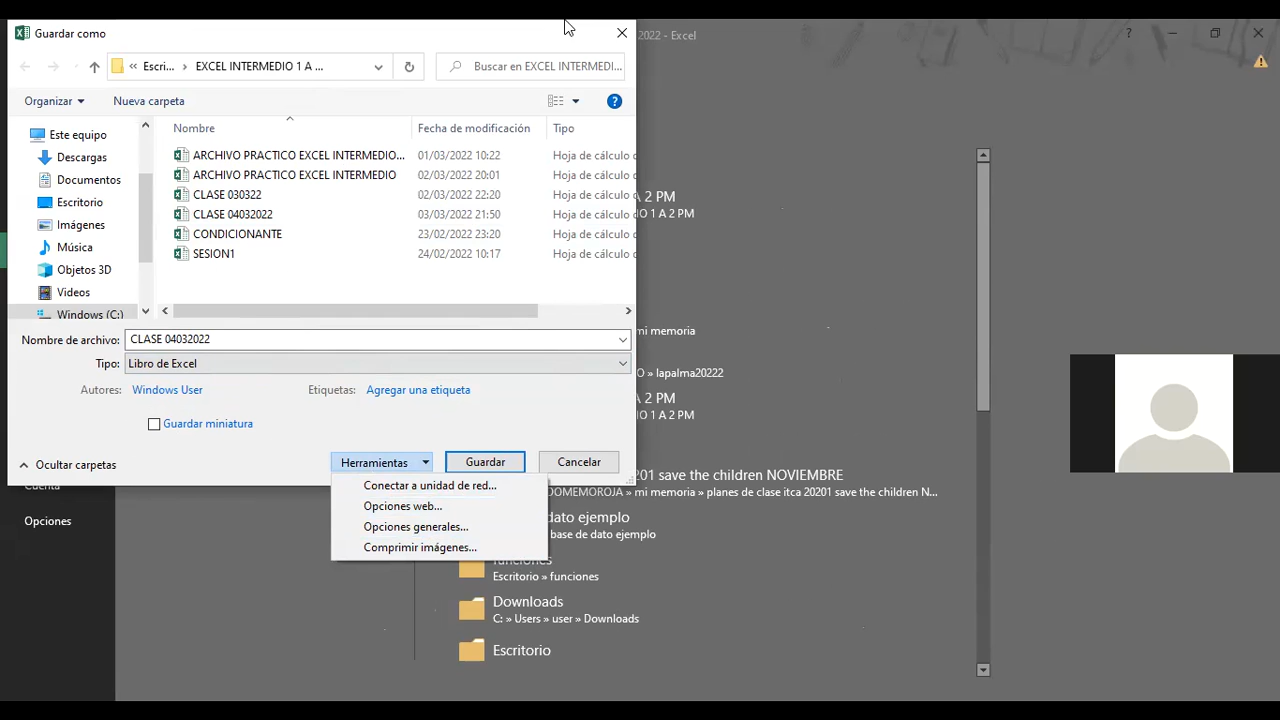 Guardar como
2022 - Excel
?
Escri...
EXCEL INTERMEDIO 1 A ...
Buscar en EXCEL INTERMEDI...
Organizar
Nueva carpeta
?
Nombre
Fecha de modificación
Tipo
Este equipo
Descargas
Documentos
Escritorio
Imágenes
Música
Objetos 3D
Videos
Windows (C:)
ARCHIVO PRACTICO EXCEL INTERMEDIO... 01/03/2022 10:22 Hoja de cálculo
ARCHIVO PRACTICO EXCEL INTERMEDIO 02/03/2022 20:01 Hoja de cálculo
CLASE 030322 02/03/2022 22:20 Hoja de cálculo
CLASE 04032022 03/03/2022 21:50 Hoja de cálculo
CONDICIONANTE 23/02/2022 23:20 Hoja de cálculo
SESION1 24/02/2022 10:17 Hoja de cálculo
A 2 PM
IO 1 A 2 PM
mi memoria
O » lapalma20222
A 2 PM
IO 1 A 2 PM
Nombre de archivo: CLASE 04032022
Tipo: Libro de Excel
Autores: Windows User
Etiquetas: Agregar una etiqueta
Guardar miniatura
Ocultar carpetas
Herramientas
Guardar
Cancelar
Conectar a unidad de red...
Opciones web...
Opciones generales...
Comprimir imágenes...
Cuenta
Opciones
0201 save the children NOVIEMBRE
DOMEMOROJA » mi memoria » planes de clase itca 20201 save the children N...
dato ejemplo
base de dato ejemplo
funciones
Escritorio » funciones
Downloads
C: » Users » user » Downloads
Escritorio